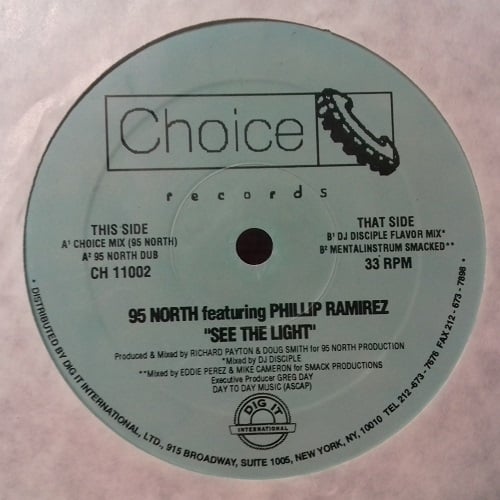 Choice
records
THIS SIDE
A¹ CHOICE MIX (95 NORTH)
A² 95 NORTH DUB
CH 11002
THAT SIDE
B¹ DJ DISCIPLE FLAVOR MIX*
B² MENTALINSTRUM SMACKED**
33 RPM
95 NORTH featuring PHILLIP RAMIREZ
"SEE THE LIGHT"
Produced & Mixed by RICHARD PAYTON & DOUG SMITH for 95 NORTH PRODUCTION
*Mixed by DJ DISCIPLE
**Mixed by EDDIE PEREZ & MIKE CAMERON for SMACK PRODUCTIONS
Executive Producer GREG DAY
DAY TO DAY MUSIC (ASCAP)
DIG IT
INTERNATIONAL
* DISTRIBUTED BY DIG IT INTERNATIONAL, LTD., 915 BROADWAY, SUITE 1005, NEW YORK, NY, 10010 TEL 212-673-7676 FAX 212-673-7896 *